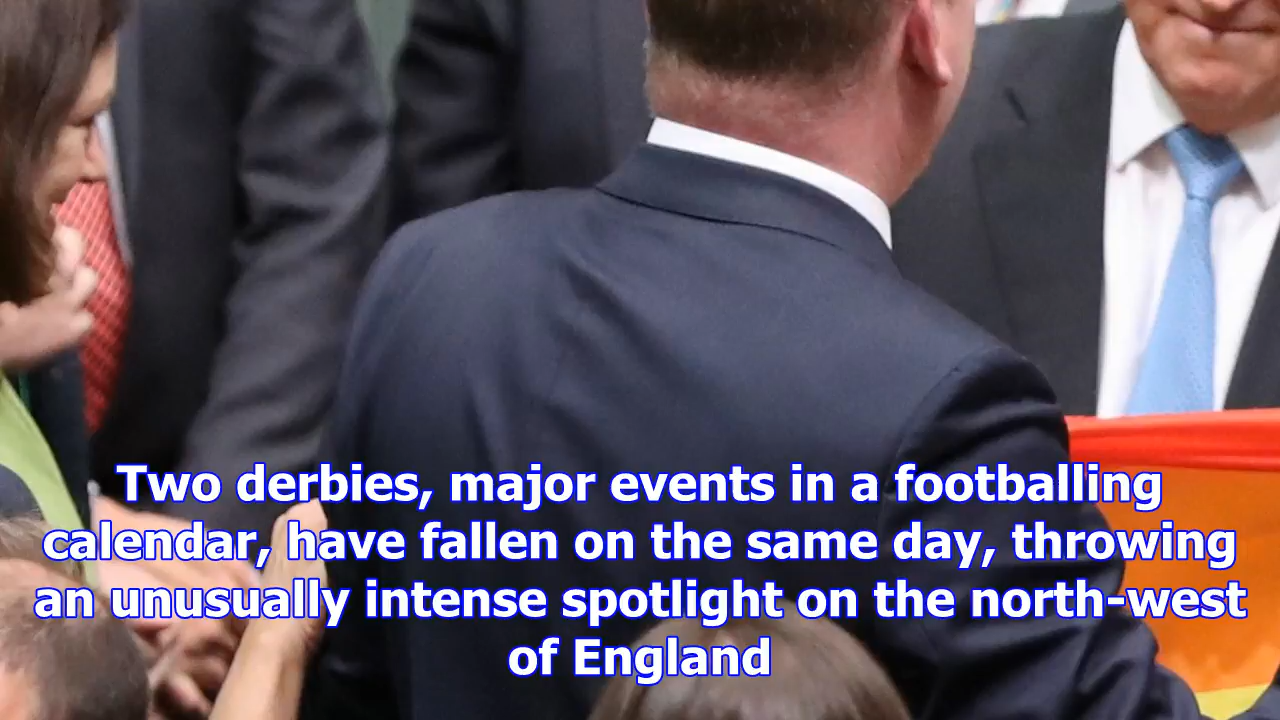 Two derbies, major events in a footballing
calendar, have fallen on the same day, throwing
an unusually intense spotlight on the north-west
of England